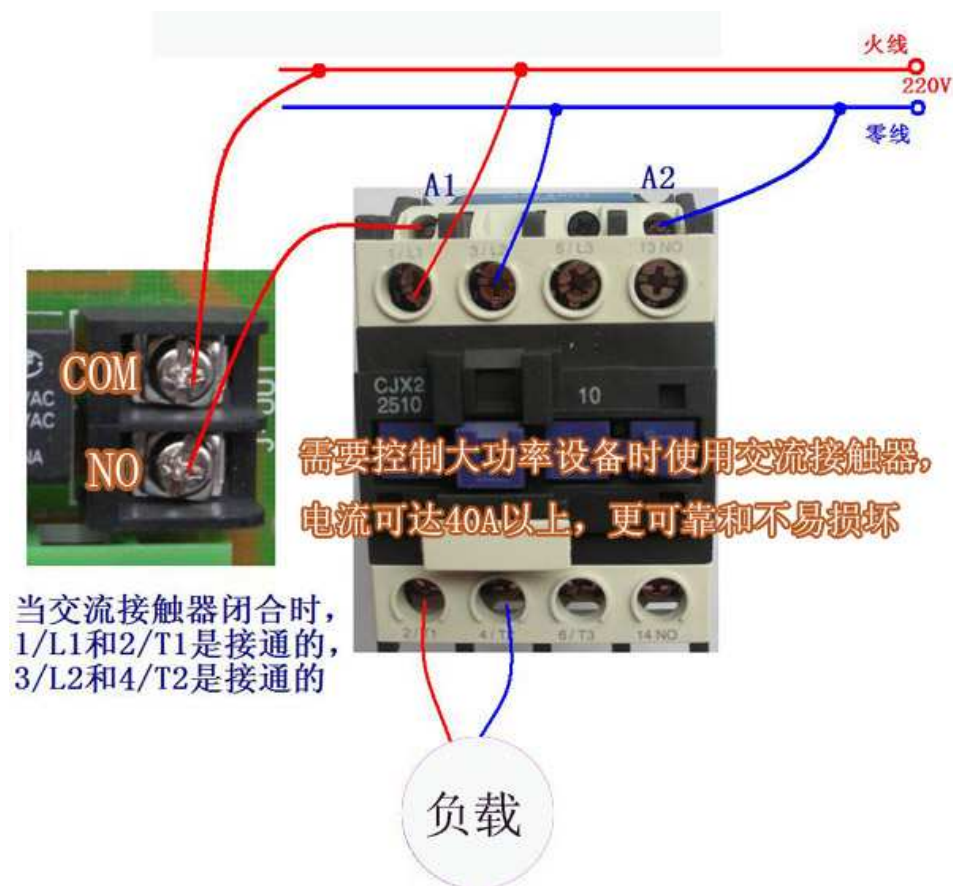 火线
220V
零线
A1
A2
1/L1
3/L2
5/L3
13 NO
COM
VAC
VAC
NA
NO
CJX2
2510
10
需要控制大功率设备时使用交流接触器，
电流可达40A以上，更可靠和不易损坏
当交流接触器闭合时，
1/L1和2/T1是接通的，
3/L2和4/T2是接通的
2/T1
4/T2
6/T3
14 NO
负载